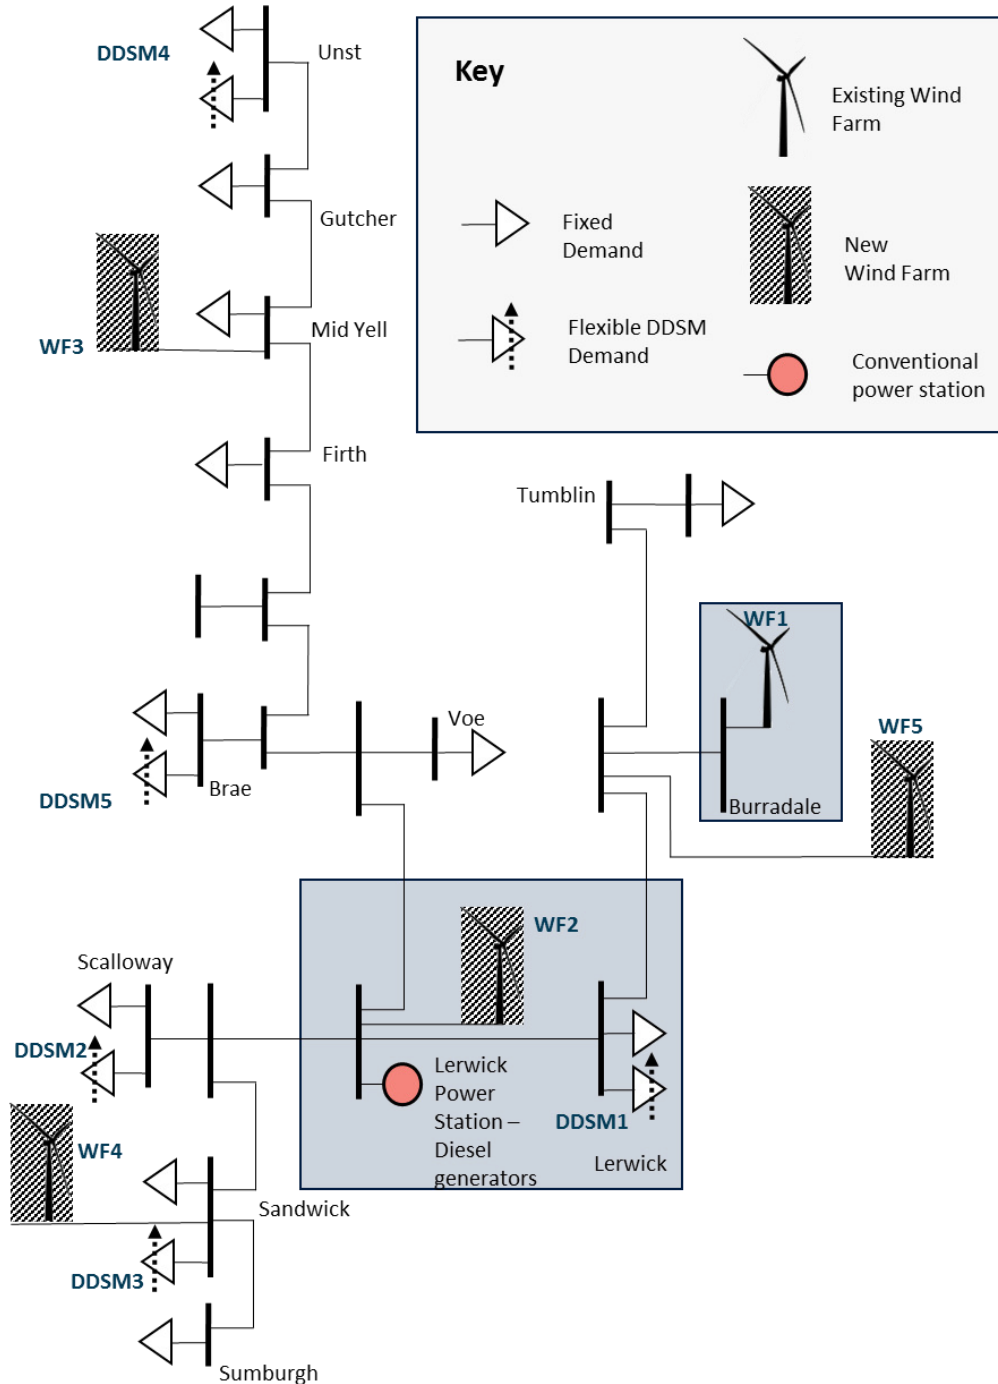 DDSM4
Unst
Key
Existing Wind
Farm
Gutcher
Fixed
Demand
New
Wind Farm
WF3
Mid Yell
Flexible DDSM
Demand
Conventional
power station
Firth
Tumblin
WF1
Voe
WF5
DDSM5
Brae
Burradale
WF2
Scalloway
DDSM2
Lerwick
Power
Station –
Diesel
generators
DDSM1
Lerwick
WF4
Sandwick
DDSM3
Sumburgh